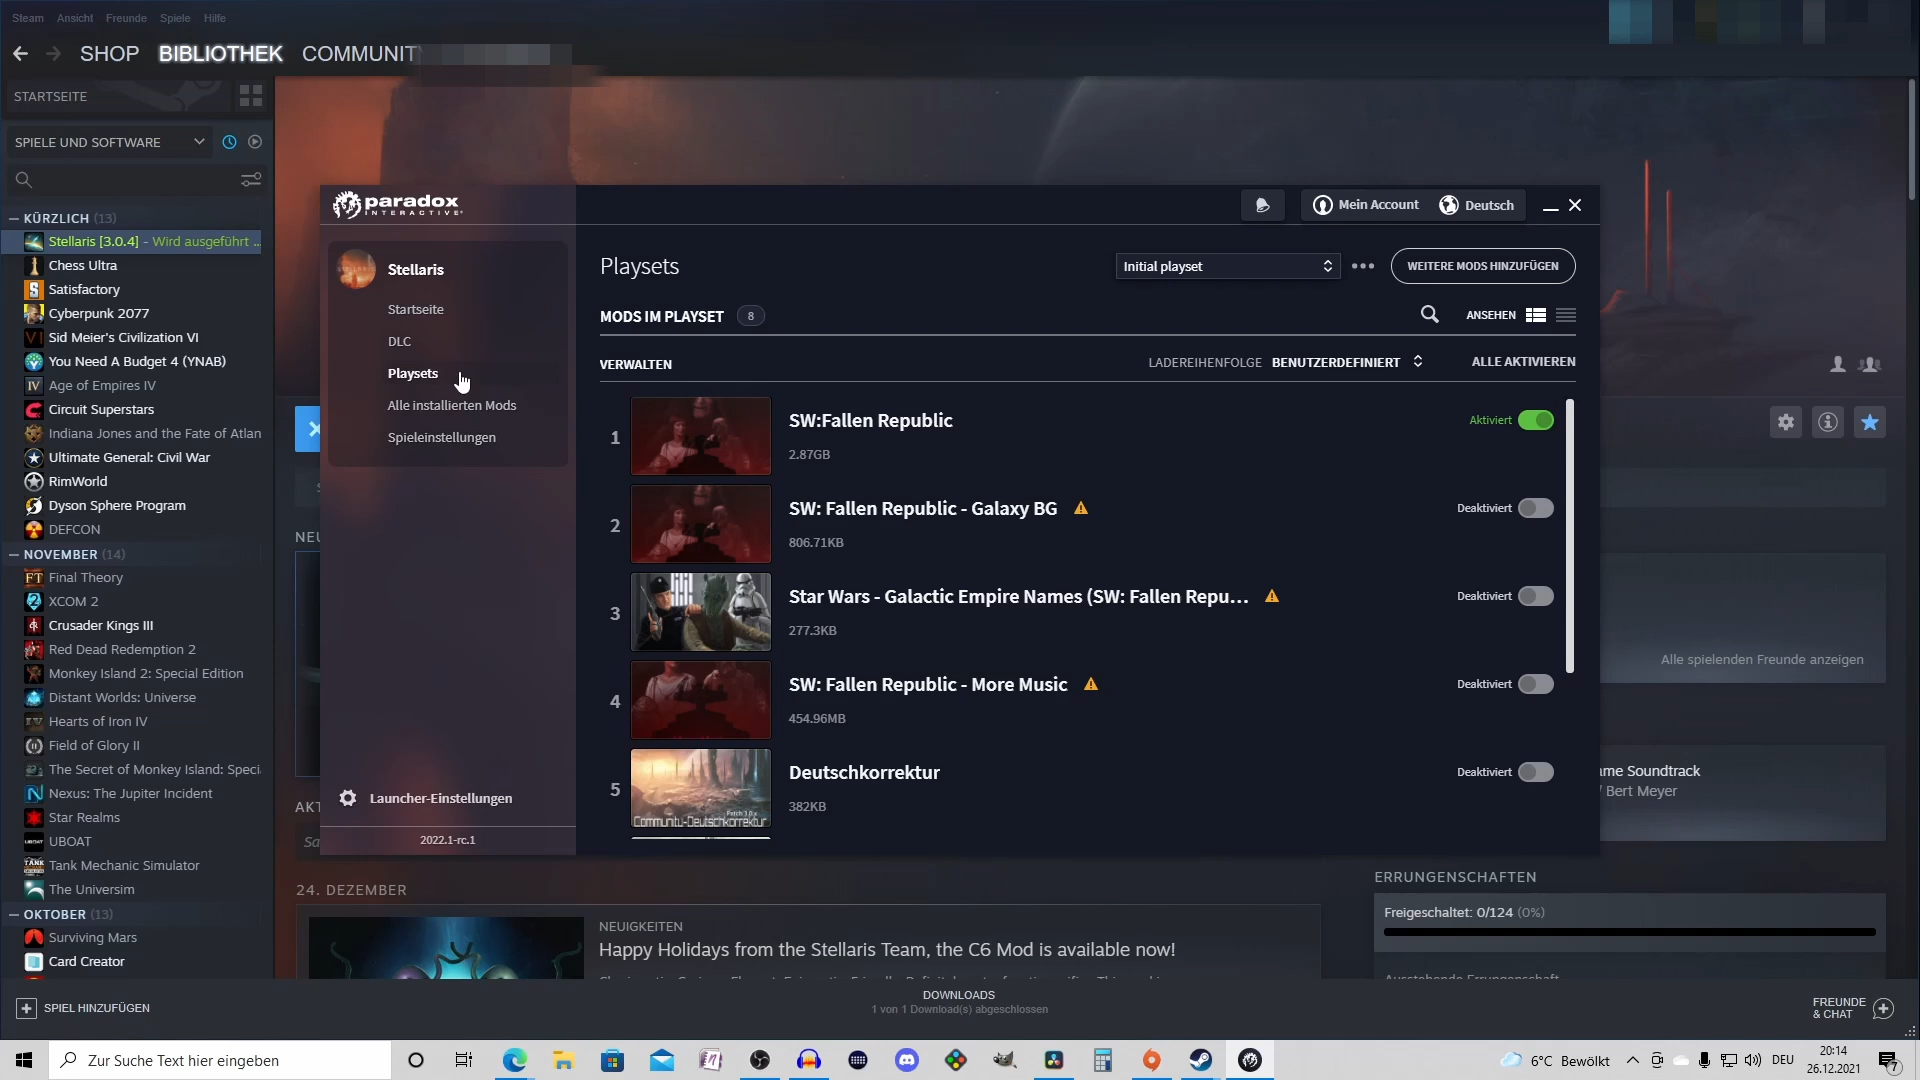 Steam Ansicht Freunde Spiele Hilfe
SHOP BIBLIOTHEK COMMUNIT
STARTSEITE
SPIELE UND SOFTWARE
KÜRZLICH (13)
Stellaris [3.0.4] - Wird ausgeführt ...
Chess Ultra
Satisfactory
Cyberpunk 2077
Sid Meier's Civilization VI
You Need A Budget 4 (YNAB)
Age of Empires IV
Circuit Superstars
Indiana Jones and the Fate of Atlan
Ultimate General: Civil War
RimWorld
Dyson Sphere Program
DEFCON
NOVEMBER (14)
Final Theory
XCOM 2
Crusader Kings III
Red Dead Redemption 2
Monkey Island 2: Special Edition
Distant Worlds: Universe
Hearts of Iron IV
Field of Glory II
The Secret of Monkey Island: Speci
Nexus: The Jupiter Incident
Star Realms
UBOAT
Tank Mechanic Simulator
The Universim
OKTOBER (13)
Surviving Mars
Card Creator
SPIEL HINZUFÜGEN
paradox
INTERACTIVE
Mein Account
Deutsch
Stellaris
Startseite
DLC
Playsets
Alle installierten Mods
Spieleinstellungen
Launcher-Einstellungen
2022.1-rc.1
Playsets
Initial playset
WEITERE MODS HINZUFÜGEN
MODS IM PLAYSET 8
ANSEHEN
VERWALTEN
LADEREIHENFOLGE BENUTZERDEFINIERT
ALLE AKTIVIEREN
1
SW:Fallen Republic
2.87GB
Aktiviert
2
SW: Fallen Republic - Galaxy BG
806.71KB
Deaktiviert
3
Star Wars - Galactic Empire Names (SW: Fallen Repu...
277.3KB
Deaktiviert
4
SW: Fallen Republic - More Music
454.96MB
Deaktiviert
5
Deutschkorrektur
382KB
Deaktiviert
Patch 3.0.x
Community-Deutschkorrektur
NEU
AKT
Sa
Alle spielenden Freunde anzeigen
ame Soundtrack
/ Bert Meyer
24. DEZEMBER
NEUIGKEITEN
Happy Holidays from the Stellaris Team, the C6 Mod is available now!
ERRUNGENSCHAFTEN
Freigeschaltet: 0/124 (0%)
DOWNLOADS
1 von 1 Download(s) abgeschlossen
FREUNDE
& CHAT
Zur Suche Text hier eingeben
6°C Bewölkt
DEU
20:14
26.12.2021
7